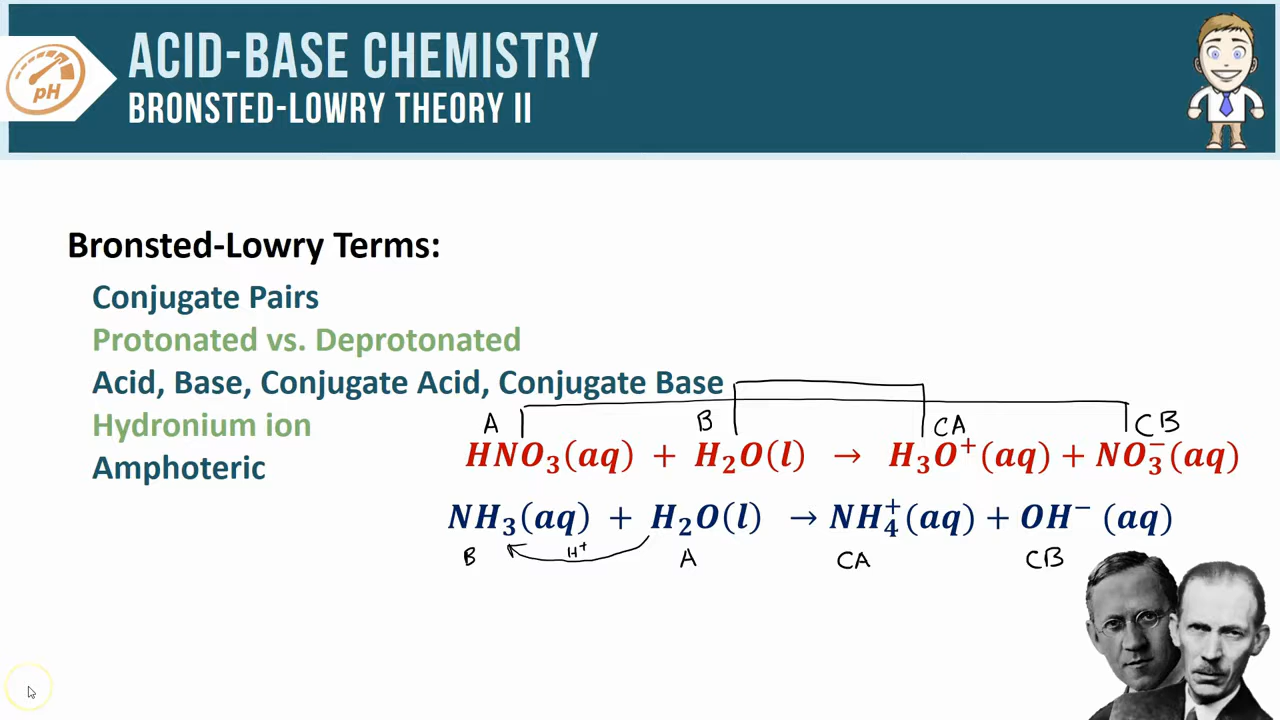 ACID-BASE CHEMISTRY
pH
BRONSTED-LOWRY THEORY II
Bronsted-Lowry Terms:
Conjugate Pairs
Protonated vs. Deprotonated
Acid, Base, Conjugate Acid, Conjugate Base
Hydronium ion
Amphoteric
A B CA CB
HNO₃(aq) + H₂O(l) → H₃O⁺(aq) + NO₃⁻(aq)
NH₃(aq) + H₂O(l) → NH₄⁺(aq) + OH⁻ (aq)
H⁺
B A CA CB